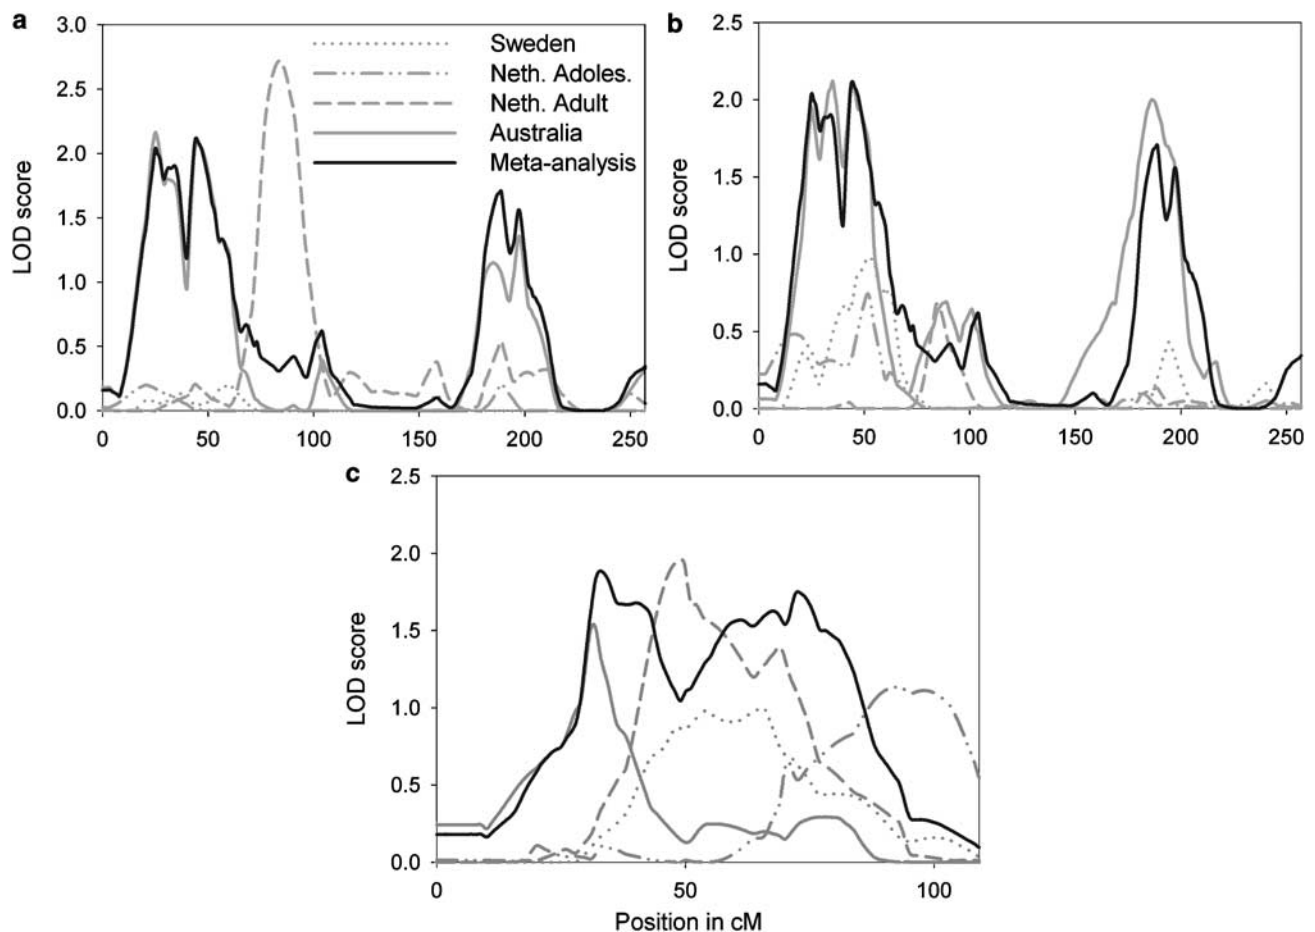 a
3.0
2.5
2.0
1.5
1.0
0.5
0.0
LOD score
0 50 100 150 200 250
Sweden
Neth. Adoles.
Neth. Adult
Australia
Meta-analysis
b
2.5
2.0
1.5
1.0
0.5
0.0
LOD score
0 50 100 150 200 250
c
2.5
2.0
1.5
1.0
0.5
0.0
LOD score
0 50 100
Position in cM